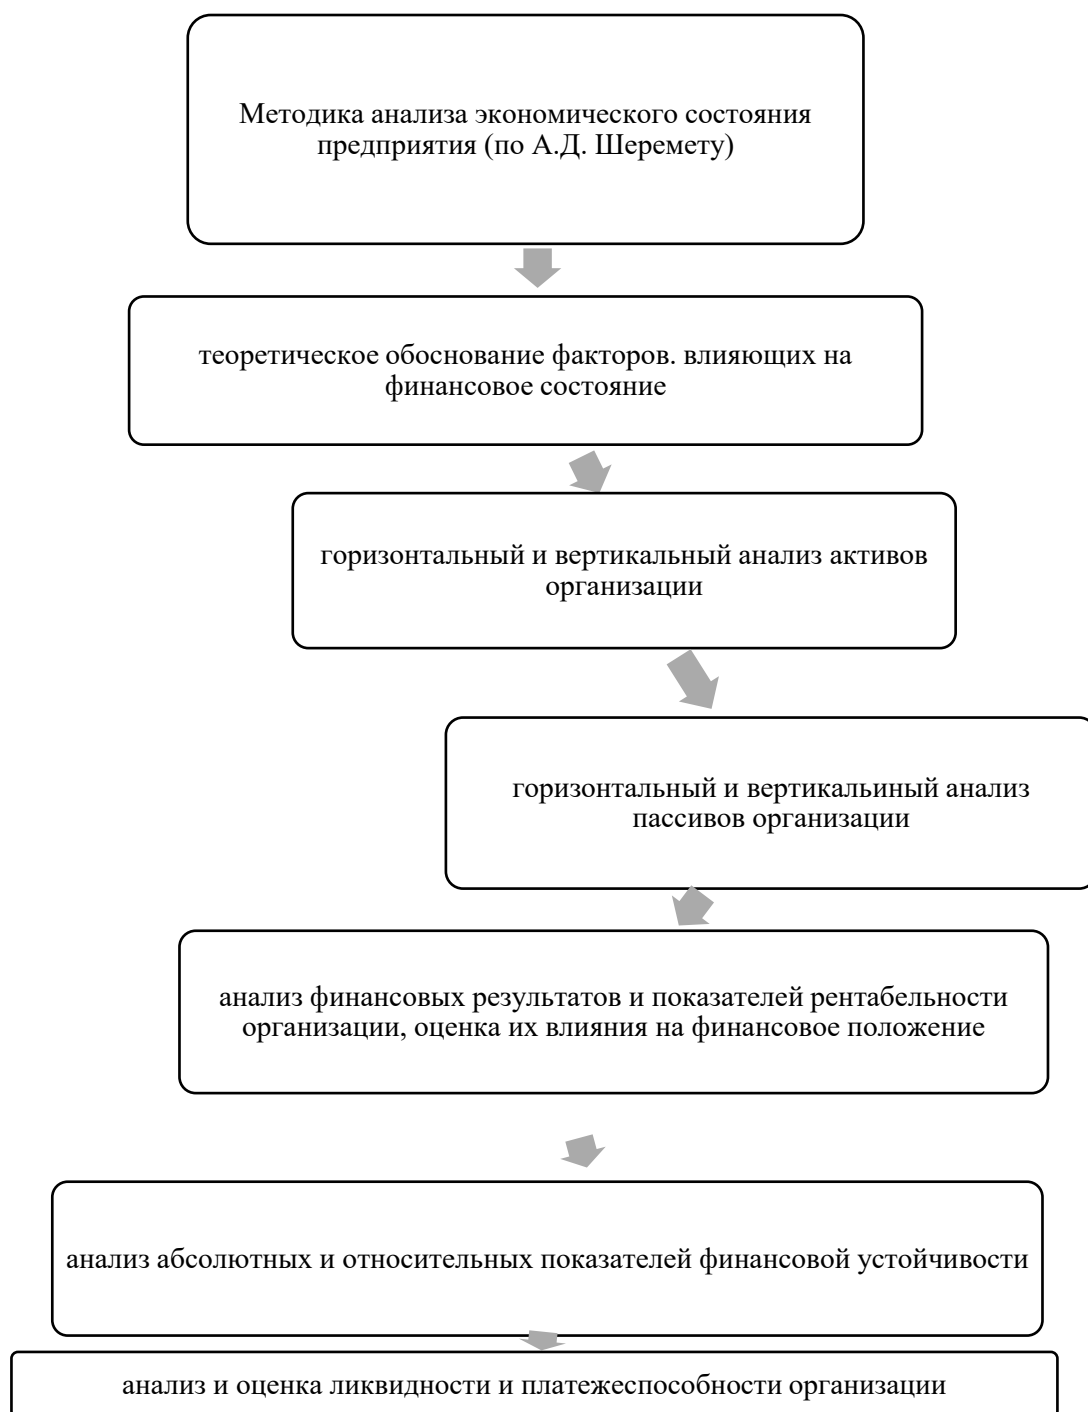 Методика анализа экономического состояния
предприятия (по А.Д. Шеремету)
теоретическое обоснование факторов. влияющих на
финансовое состояние
горизонтальный и вертикальный анализ активов
организации
горизонтальный и вертикальиный анализ
пассивов организации
анализ финансовых результатов и показателей рентабельности
организации, оценка их влияния на финансовое положение
анализ абсолютных и относительных показателей финансовой устойчивости
анализ и оценка ликвидности и платежеспособности организации